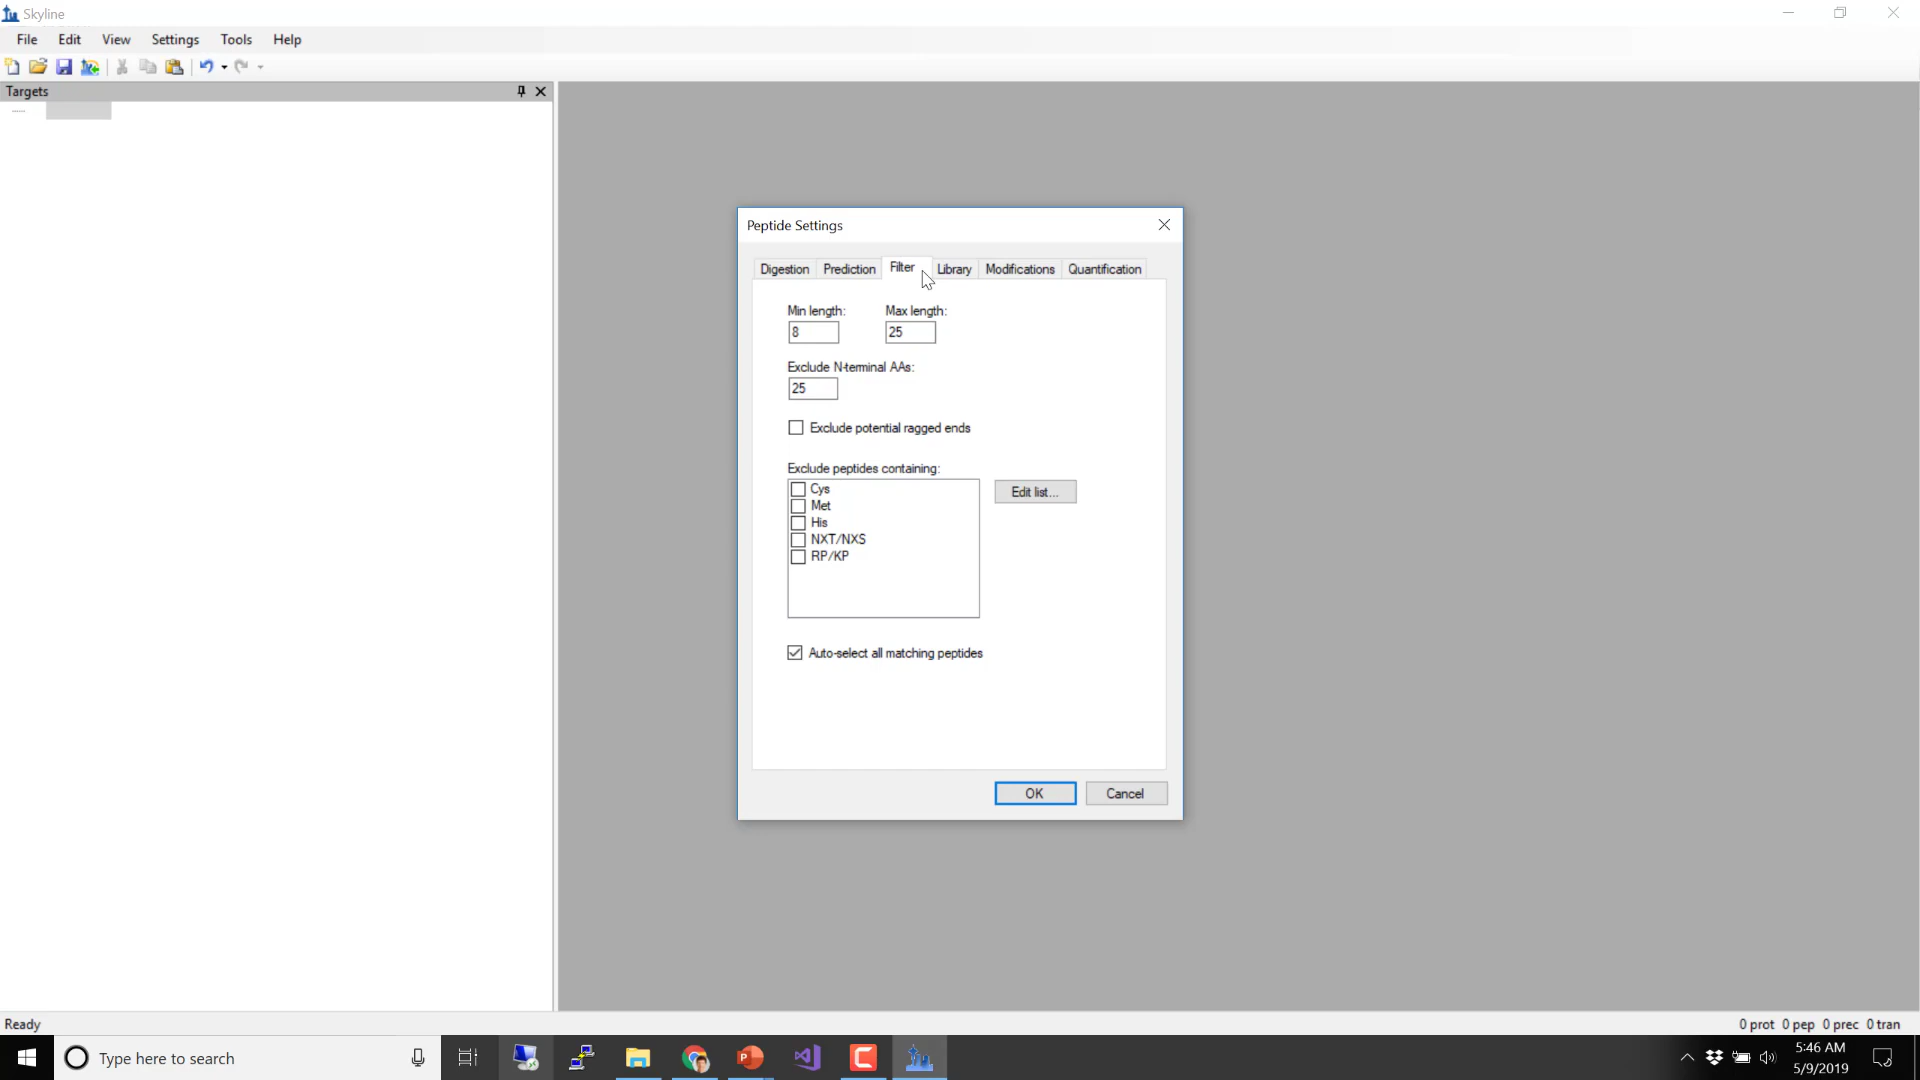 Skyline
File Edit View Settings Tools Help
Targets
Peptide Settings
Digestion Prediction Filter Library Modifications Quantification
Min length: Max length:
8 25
Exclude N-terminal AAs:
25
Exclude potential ragged ends
Exclude peptides containing:
Cys
Edit list...
Met
His
NXT/NXS
RP/KP
Auto-select all matching peptides
OK Cancel
Ready 0 prot 0 pep 0 prec 0 tran
Type here to search
5:46 AM
5/9/2019